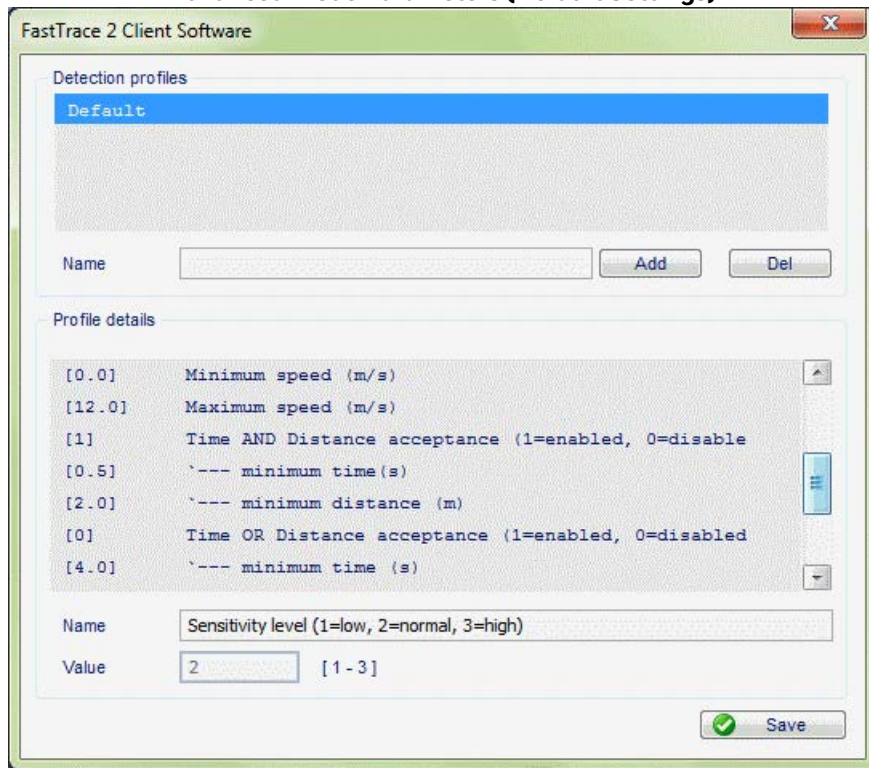 FastTrace 2 Client Software
Detection profiles
Default
Name
Add
Del
Profile details
[0.0] Minimum speed (m/s)
[12.0] Maximum speed (m/s)
[1] Time AND Distance acceptance (1=enabled, 0=disable
[0.5] `--- minimum time(s)
[2.0] `--- minimum distance (m)
[0] Time OR Distance acceptance (1=enabled, 0=disabled
[4.0] `--- minimum time (s)
Name Sensitivity level (1=low, 2=normal, 3=high)
Value 2 [1-3]
Save